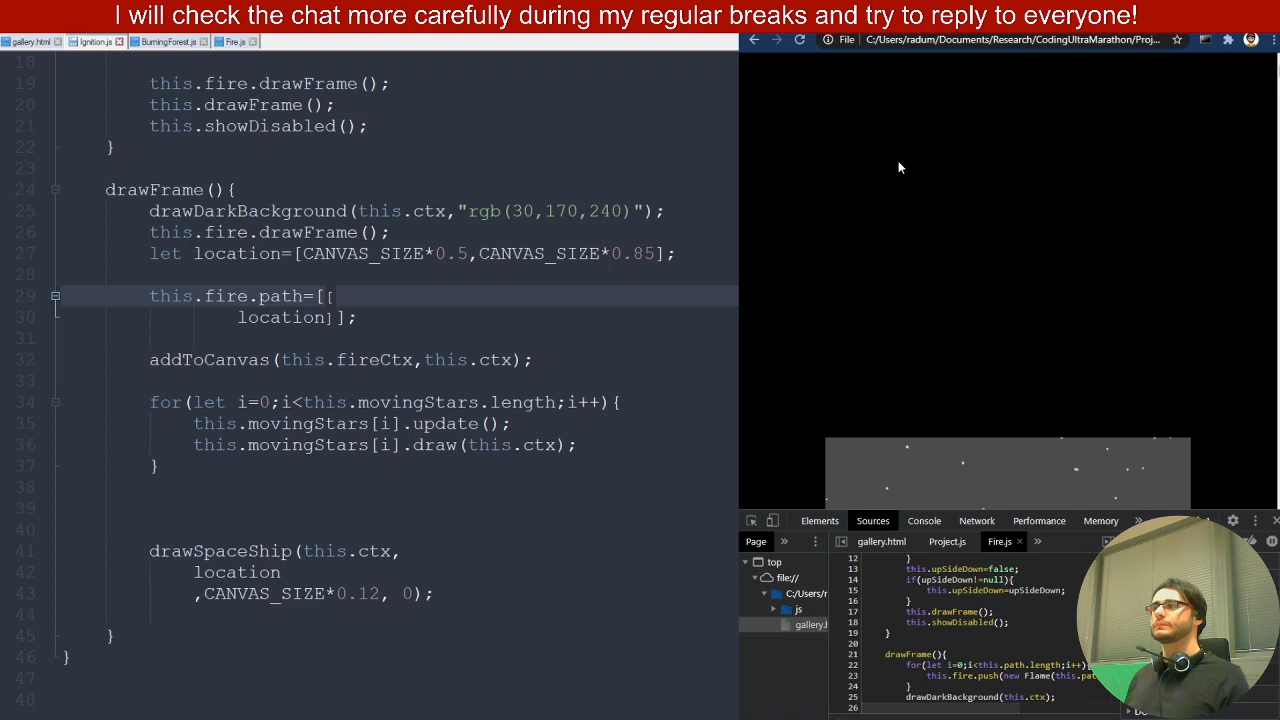 I will check the chat more carefully during my regular breaks and try to reply to everyone!
gallery.html
Ignition.js
BurningForest.js
Fire.js
File
C:/Users/radum/Documents/Research/CodingUltraMarathon/Proj...
18
19 this.fire.drawFrame();
20 this.drawFrame();
21 this.showDisabled();
22 }
23
24 drawFrame(){
25 drawDarkBackground(this.ctx,"rgb(30,170,240)");
26 this.fire.drawFrame();
27 let location=[CANVAS_SIZE*0.5,CANVAS_SIZE*0.85];
28
29 this.fire.path=[[
30 location]];
31
32 addToCanvas(this.fireCtx,this.ctx);
33
34 for(let i=0;i<this.movingStars.length;i++){
35 this.movingStars[i].update();
36 this.movingStars[i].draw(this.ctx);
37 }
38
39
40
41 drawSpaceShip(this.ctx,
42 location
43 ,CANVAS_SIZE*0.12, 0);
44
45 }
46 }
47
48
Elements Console Sources Network Performance Memory »
Page »
gallery.html Project.js Fire.js × »
top
file://
C:/Users/r
js
gallery.h
12 }
13 this.upSideDown=false;
14 if(upSideDown!=null){
15 this.upSideDown=upSideDown;
16 }
17 this.drawFrame();
18 this.showDisabled();
19 }
20
21 drawFrame(){
22 for(let i=0;i<this.path.length;i++){
23 this.fire.push(new Flame(this.pat
24 }
25 drawDarkBackground(this.ctx);
26